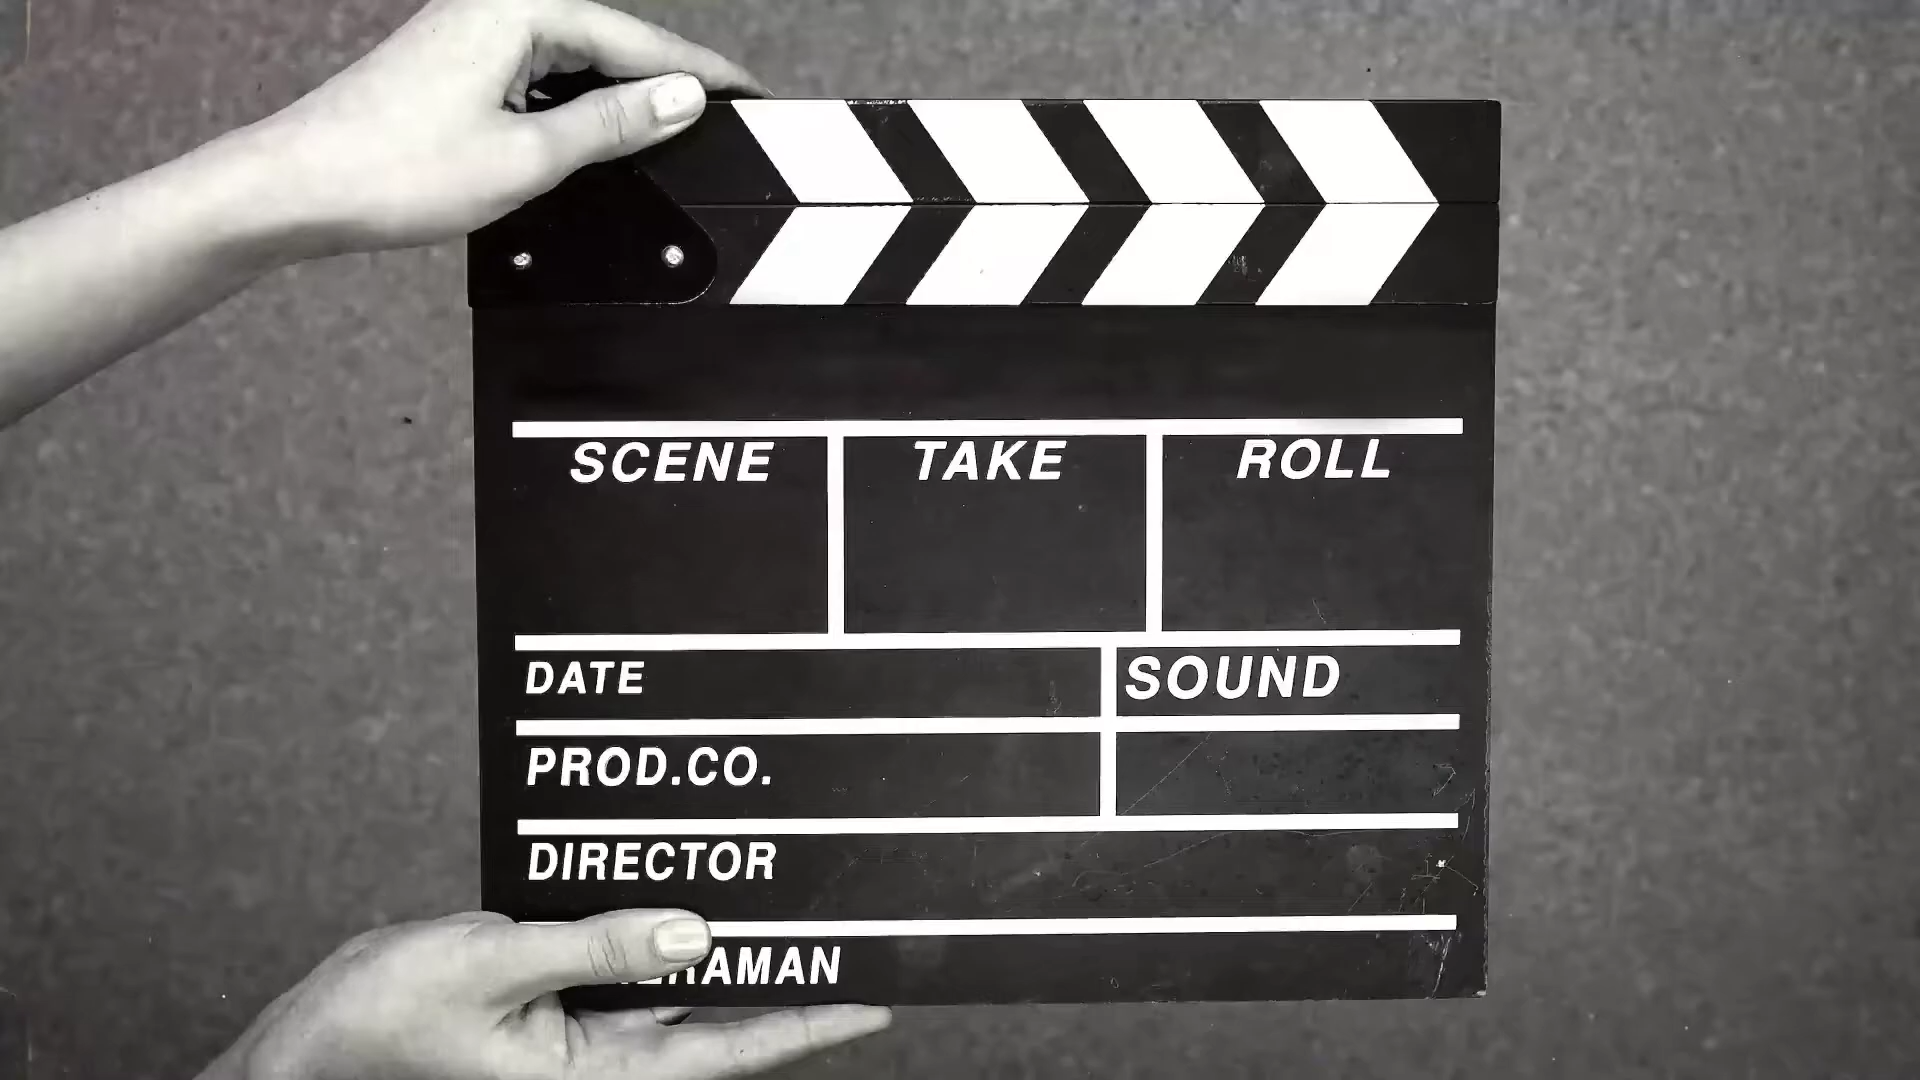 SCENE TAKE ROLL
DATE SOUND
PROD.CO.
DIRECTOR